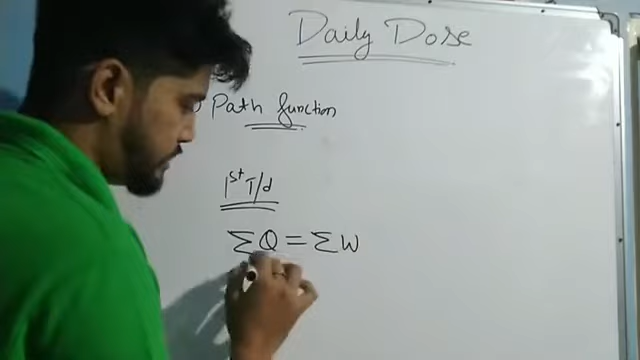 Daily Dose
Path function
1st T/d
ΣQ = ΣW